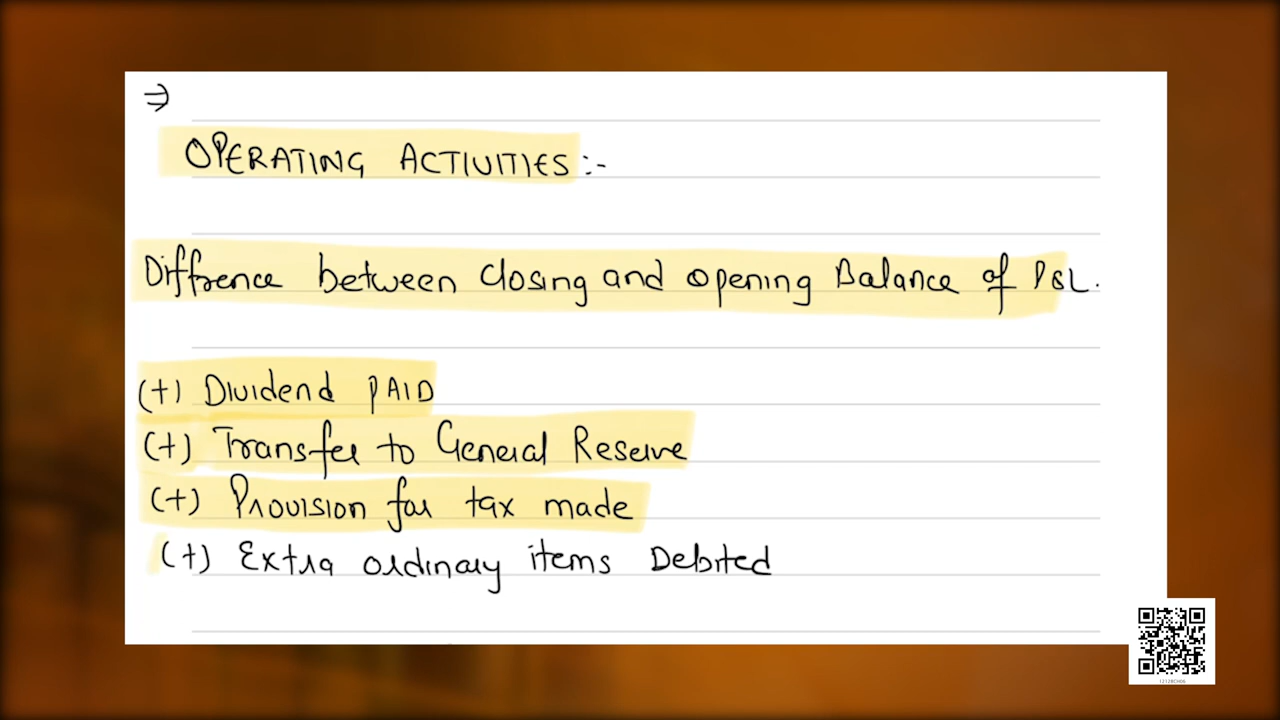 ⇒
OPERATING ACTIVITIES :-
Diffrence between Closing and Opening Balance of P&L.
(+) Dividend PAID
(+) Transfer to General Reserve
(+) Provision for tax made
(+) Extra ordinary items Debited
12128CH06